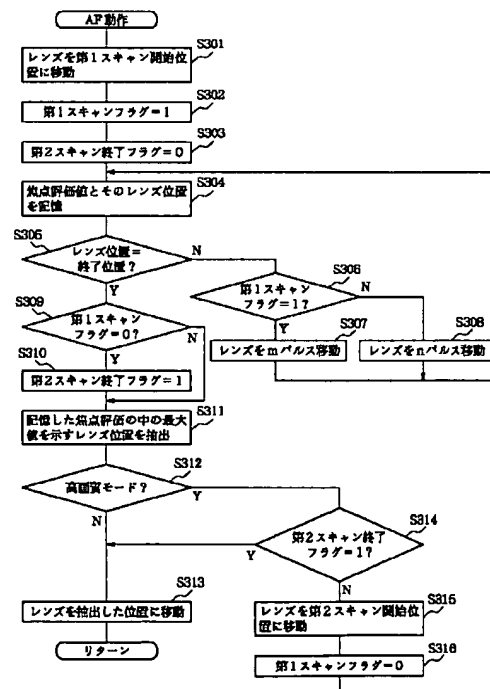 AF動作
S301
レンズを第1スキャン開始位
置に移動
S302
第1スキャンフラグ=1
S303
第2スキャン終了フラグ=0
S304
焦点評価値とそのレンズ位置
を記憶
S305
レンズ位置=
終了位置?
N
Y
S306
第1スキャン
フラグ=1?
N
Y
S307
レンズをmパルス移動
S308
レンズをnパルス移動
S309
第1スキャン
フラグ=0?
N
Y
S310
第2スキャン終了フラグ=1
S311
記憶した焦点評価の中の最大
値を示すレンズ位置を抽出
S312
高画質モード?
Y
N
S314
第2スキャン終了
フラグ=1?
Y
N
S313
レンズを抽出した位置に移動
リターン
S315
レンズを第2スキャン開始位
置に移動
S316
第1スキャンフラグ=0